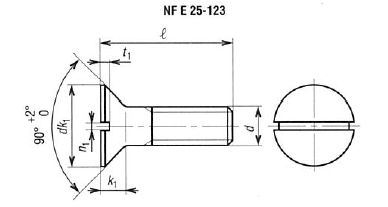 NF E 25-123
ℓ
t₁
90° +2° 0
dk₁
n₁
d
k₁